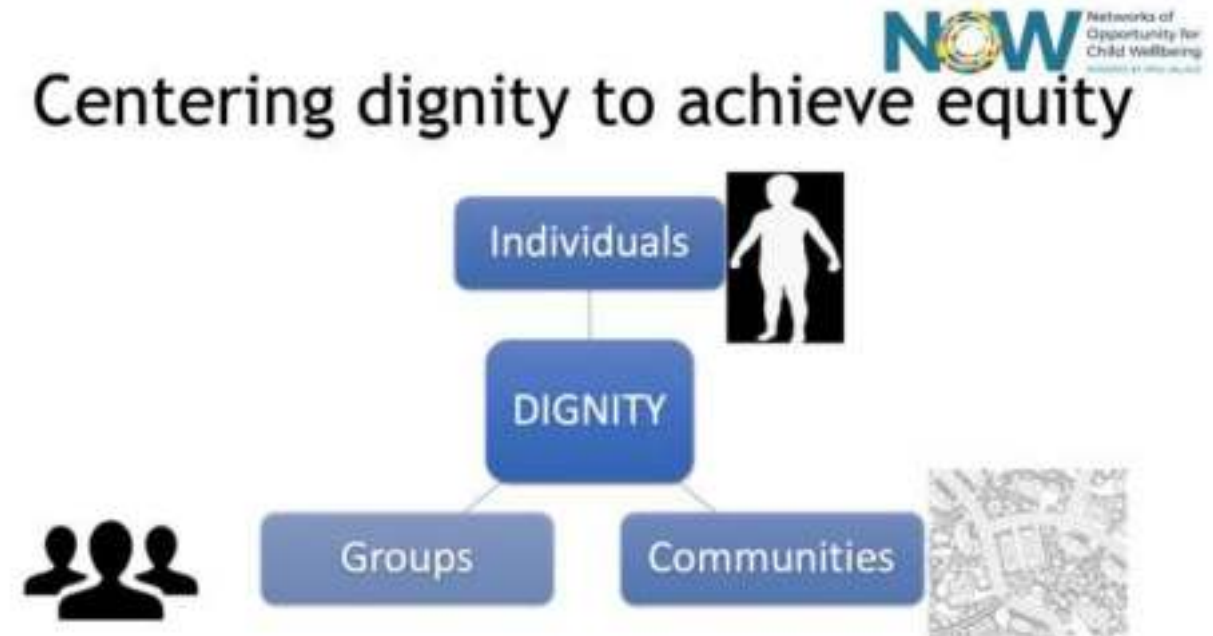 NOW
Networks of
Opportunity for
Child Wellbeing
Centering dignity to achieve equity
Individuals
DIGNITY
Groups
Communities